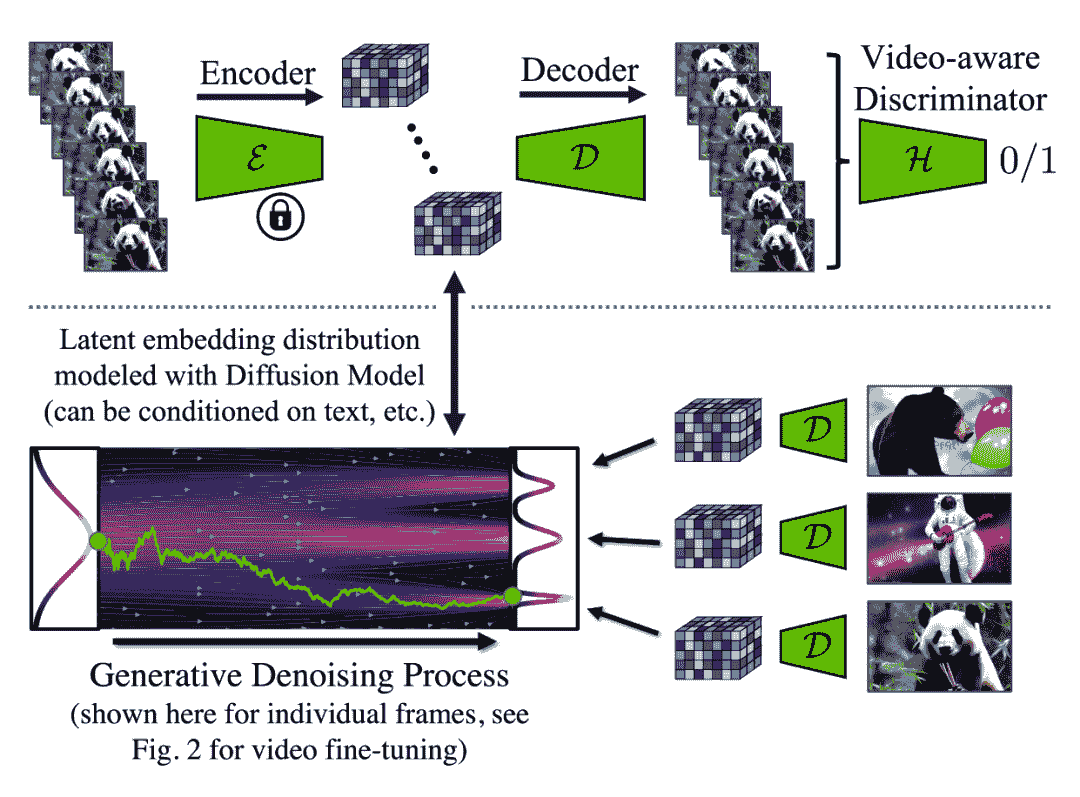 Encoder
Decoder
Video-aware
Discriminator
ℰ
𝒟
ℋ
0/1
Latent embedding distribution
modeled with Diffusion Model
(can be conditioned on text, etc.)
𝒟
𝒟
𝒟
Generative Denoising Process
(shown here for individual frames, see
Fig. 2 for video fine-tuning)